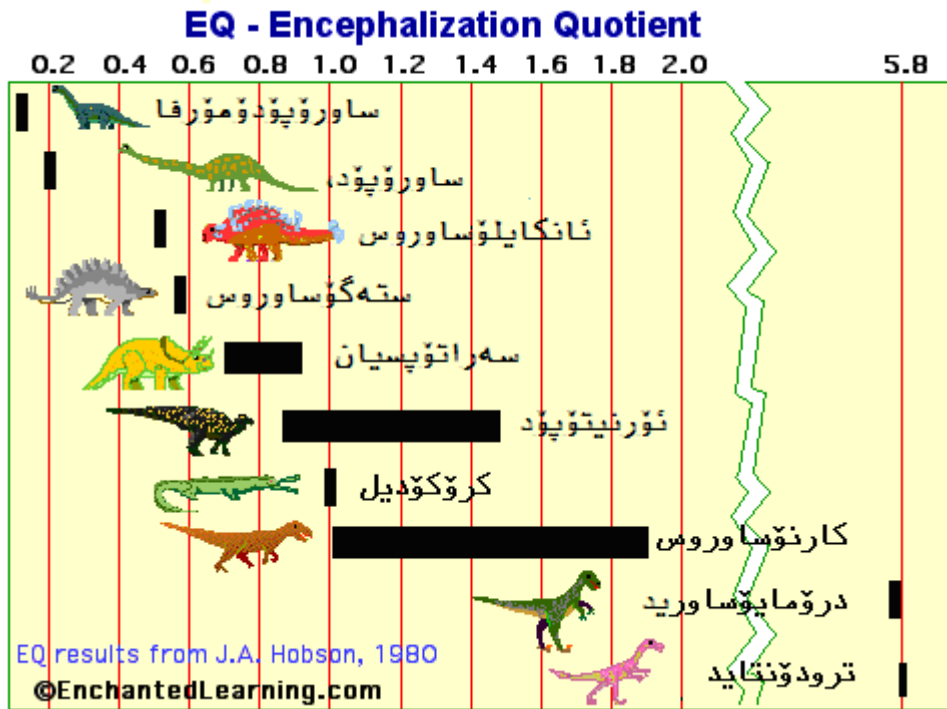 EQ - Encephalization Quotient
0.2 0.4 0.6 0.8 1.0 1.2 1.4 1.6 1.8 2.0 5.8
ساورۆپۆدۆمۆرفا
ساورۆپۆد،
ئانکایلۆساوروس
ستەگۆساوروس
سەراتۆپسیان
ئۆرنیتۆپۆد
کرۆکۆدیل
کارنۆساوروس
درۆمایۆساورید
ترودۆنتاید
EQ results from J.A. Hobson, 1980
©EnchantedLearning.com